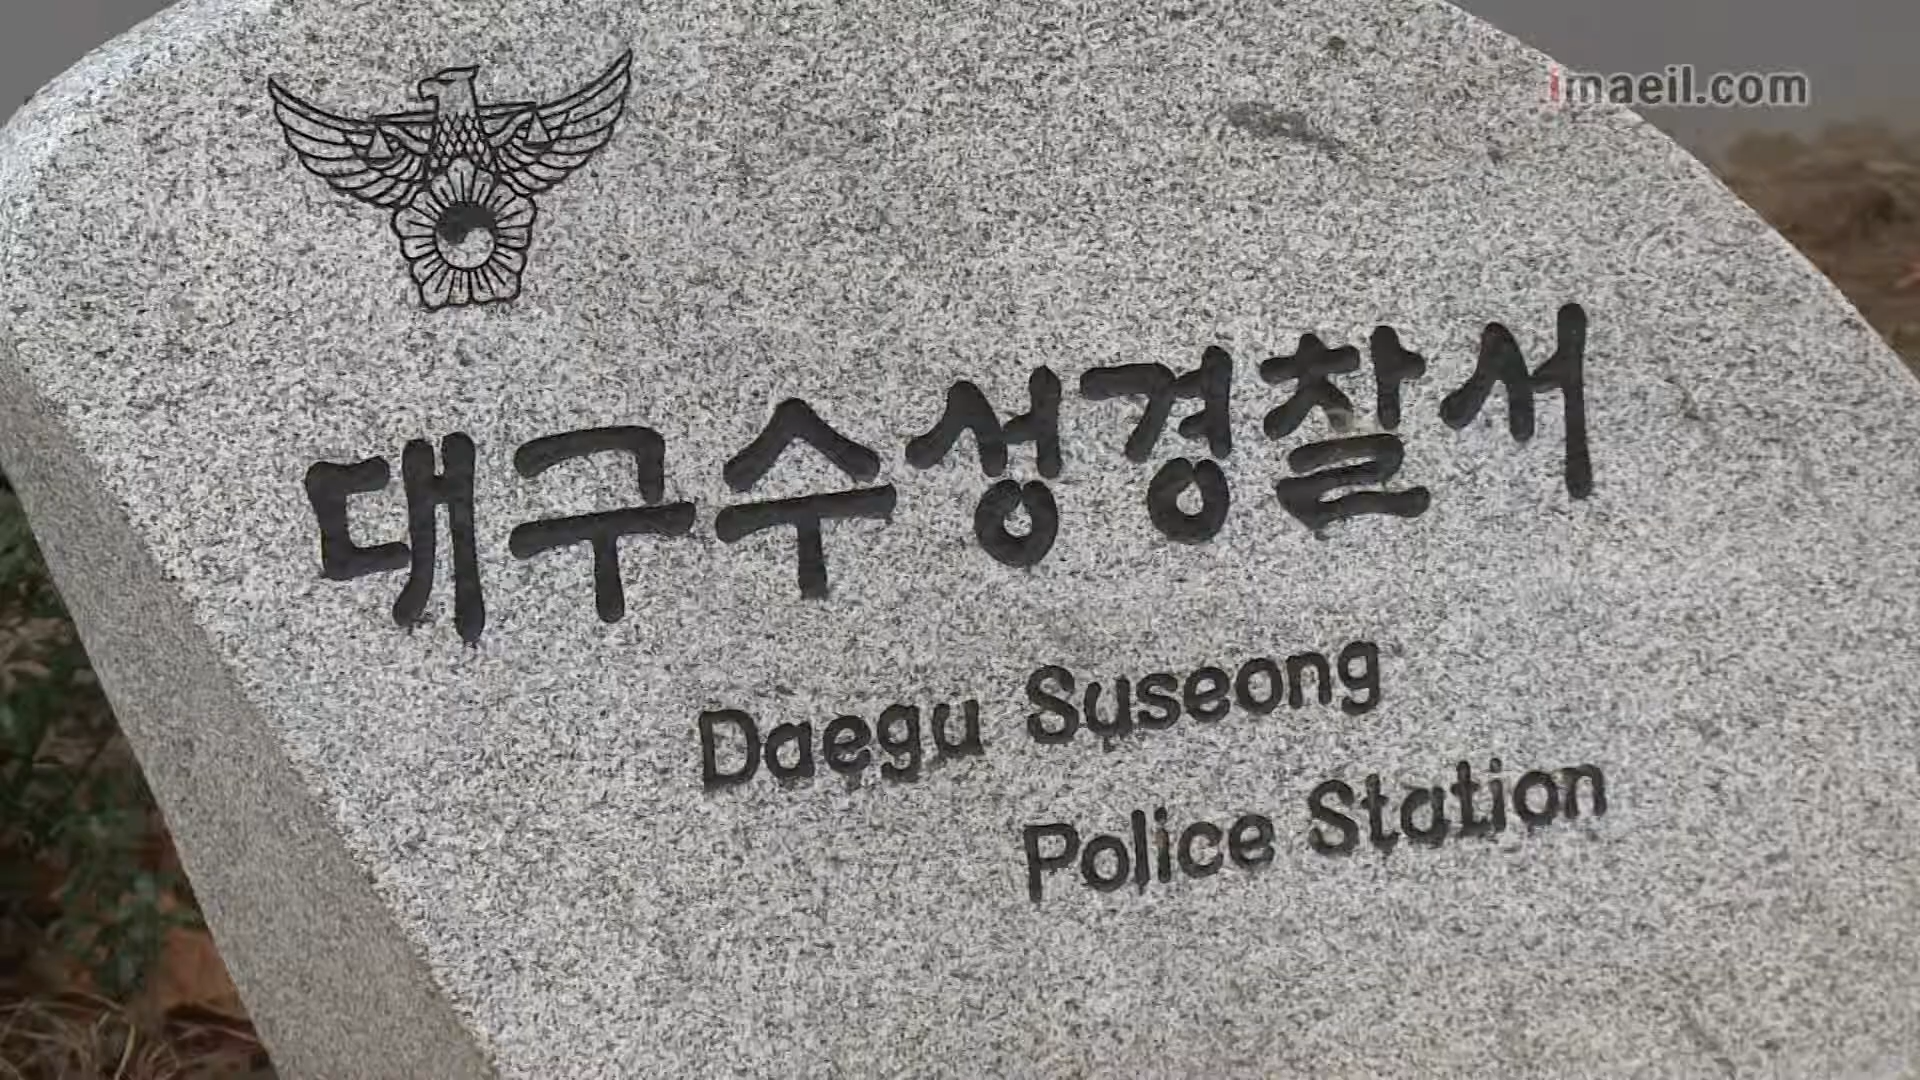 imaeil.com
대구수성경찰서
Daegu Suseong
Police Station